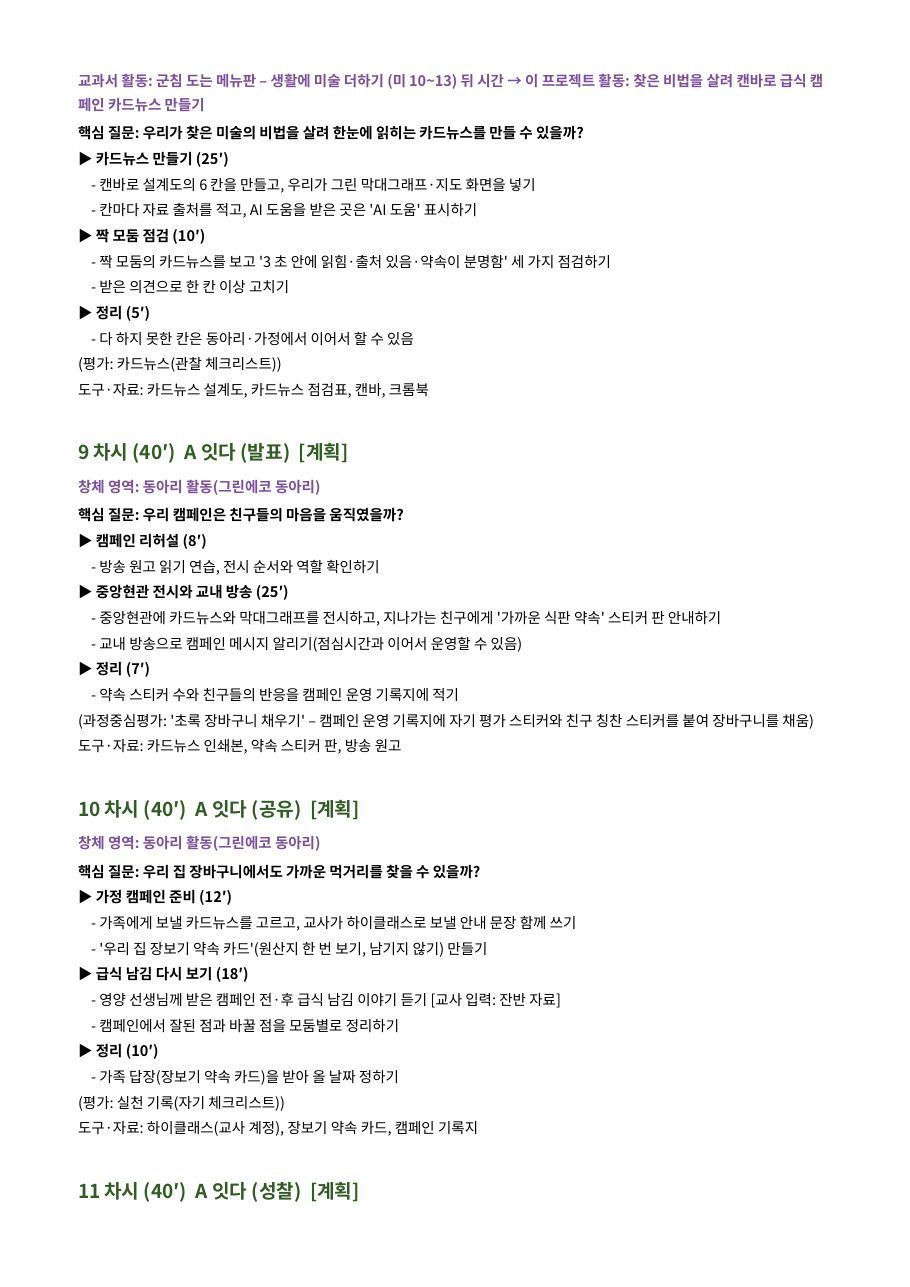 교과서 활동: 군침 도는 메뉴판 – 생활에 미술 더하기 (미 10~13) 뒤 시간 → 이 프로젝트 활동: 찾은 비법을 살려 캔바로 급식 캠
페인 카드뉴스 만들기
핵심 질문: 우리가 찾은 미술의 비법을 살려 한눈에 읽히는 카드뉴스를 만들 수 있을까?
▶ 카드뉴스 만들기 (25′)
- 캔바로 설계도의 6 칸을 만들고, 우리가 그린 막대그래프·지도 화면을 넣기
- 칸마다 자료 출처를 적고, AI 도움을 받은 곳은 'AI 도움' 표시하기
▶ 짝 모둠 점검 (10′)
- 짝 모둠의 카드뉴스를 보고 '3 초 안에 읽힘·출처 있음·약속이 분명함' 세 가지 점검하기
- 받은 의견으로 한 칸 이상 고치기
▶ 정리 (5′)
- 다 하지 못한 칸은 동아리·가정에서 이어서 할 수 있음
(평가: 카드뉴스(관찰 체크리스트))
도구·자료: 카드뉴스 설계도, 카드뉴스 점검표, 캔바, 크롬북
9 차시 (40′) A 잇다 (발표) [계획]
창체 영역: 동아리 활동(그린에코 동아리)
핵심 질문: 우리 캠페인은 친구들의 마음을 움직였을까?
▶ 캠페인 리허설 (8′)
- 방송 원고 읽기 연습, 전시 순서와 역할 확인하기
▶ 중앙현관 전시와 교내 방송 (25′)
- 중앙현관에 카드뉴스와 막대그래프를 전시하고, 지나가는 친구에게 '가까운 식판 약속' 스티커 판 안내하기
- 교내 방송으로 캠페인 메시지 알리기(점심시간과 이어서 운영할 수 있음)
▶ 정리 (7′)
- 약속 스티커 수와 친구들의 반응을 캠페인 운영 기록지에 적기
(과정중심평가: '초록 장바구니 채우기' – 캠페인 운영 기록지에 자기 평가 스티커와 친구 칭찬 스티커를 붙여 장바구니를 채움)
도구·자료: 카드뉴스 인쇄본, 약속 스티커 판, 방송 원고
10 차시 (40′) A 잇다 (공유) [계획]
창체 영역: 동아리 활동(그린에코 동아리)
핵심 질문: 우리 집 장바구니에서도 가까운 먹거리를 찾을 수 있을까?
▶ 가정 캠페인 준비 (12′)
- 가족에게 보낼 카드뉴스를 고르고, 교사가 하이클래스로 보낼 안내 문장 함께 쓰기
- '우리 집 장보기 약속 카드'(원산지 한 번 보기, 남기지 않기) 만들기
▶ 급식 남김 다시 보기 (18′)
- 영양 선생님께 받은 캠페인 전·후 급식 남김 이야기 듣기 [교사 입력: 잔반 자료]
- 캠페인에서 잘된 점과 바꿀 점을 모둠별로 정리하기
▶ 정리 (10′)
- 가족 답장(장보기 약속 카드)을 받아 올 날짜 정하기
(평가: 실천 기록(자기 체크리스트))
도구·자료: 하이클래스(교사 계정), 장보기 약속 카드, 캠페인 기록지
11 차시 (40′) A 잇다 (성찰) [계획]